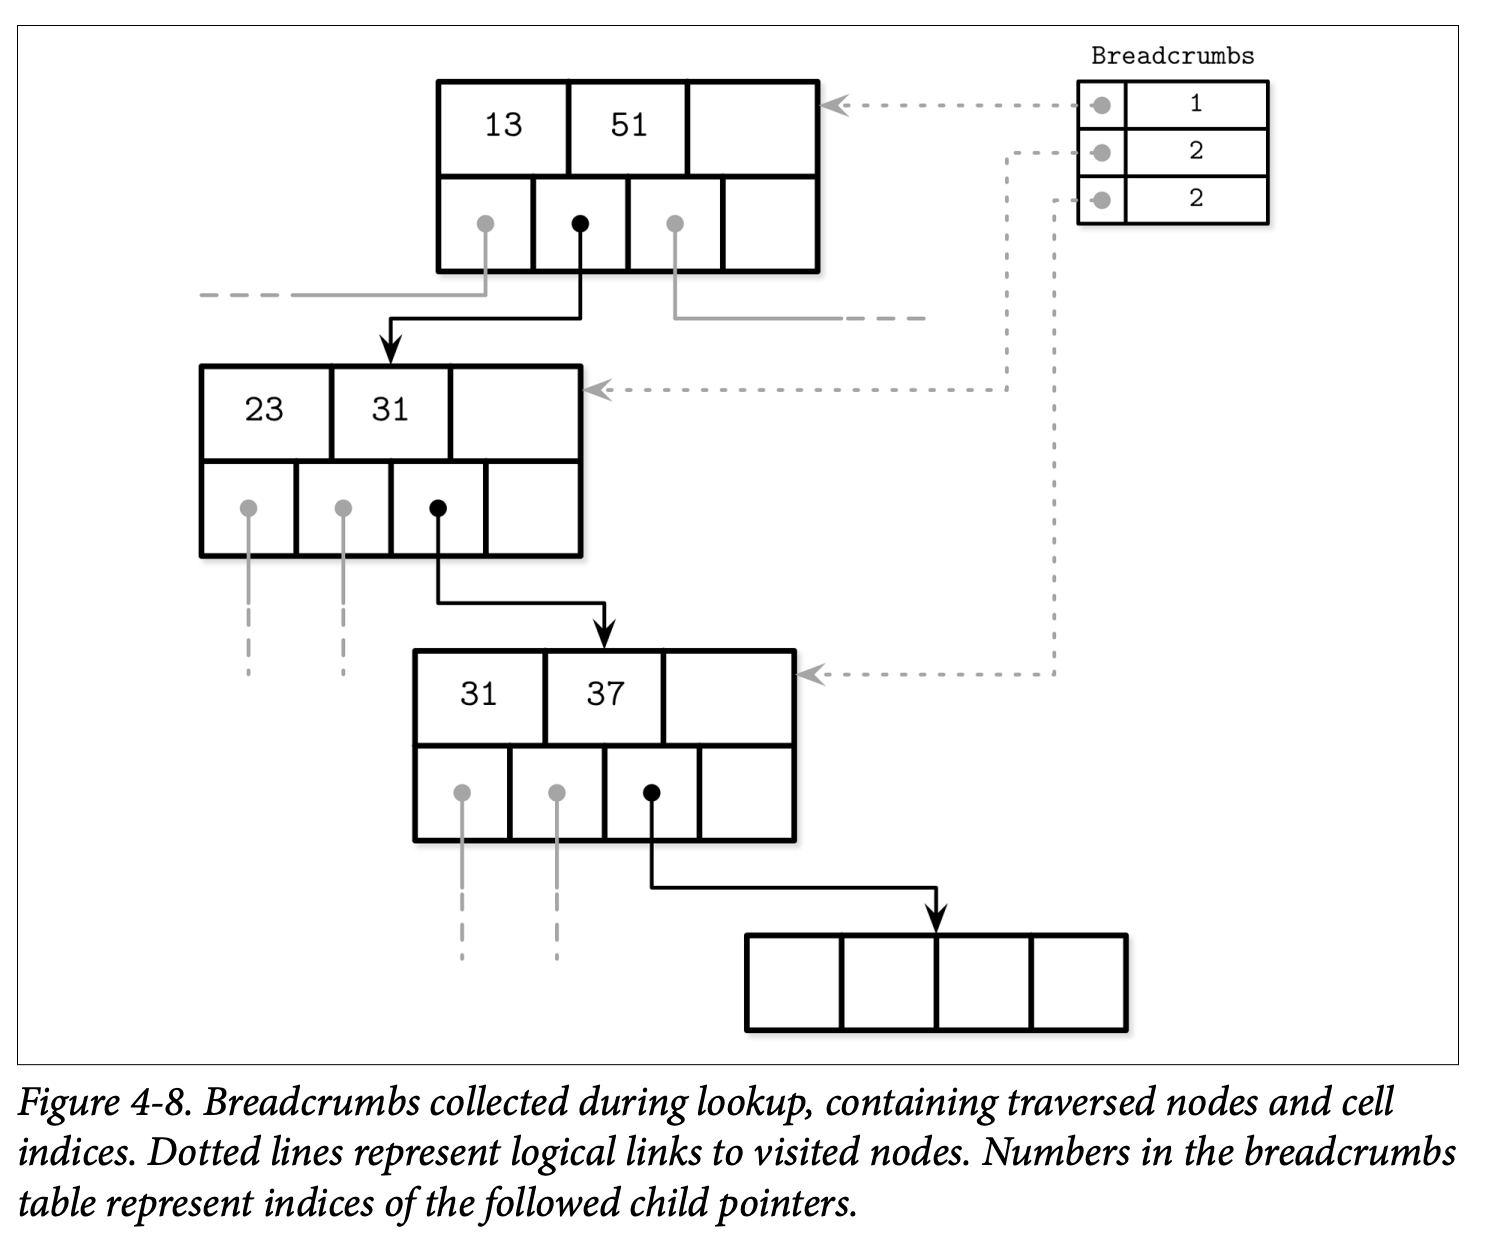 Breadcrumbs
13 51
1
2
2
23 31
31 37
Figure 4-8. Breadcrumbs collected during lookup, containing traversed nodes and cell
indices. Dotted lines represent logical links to visited nodes. Numbers in the breadcrumbs
table represent indices of the followed child pointers.